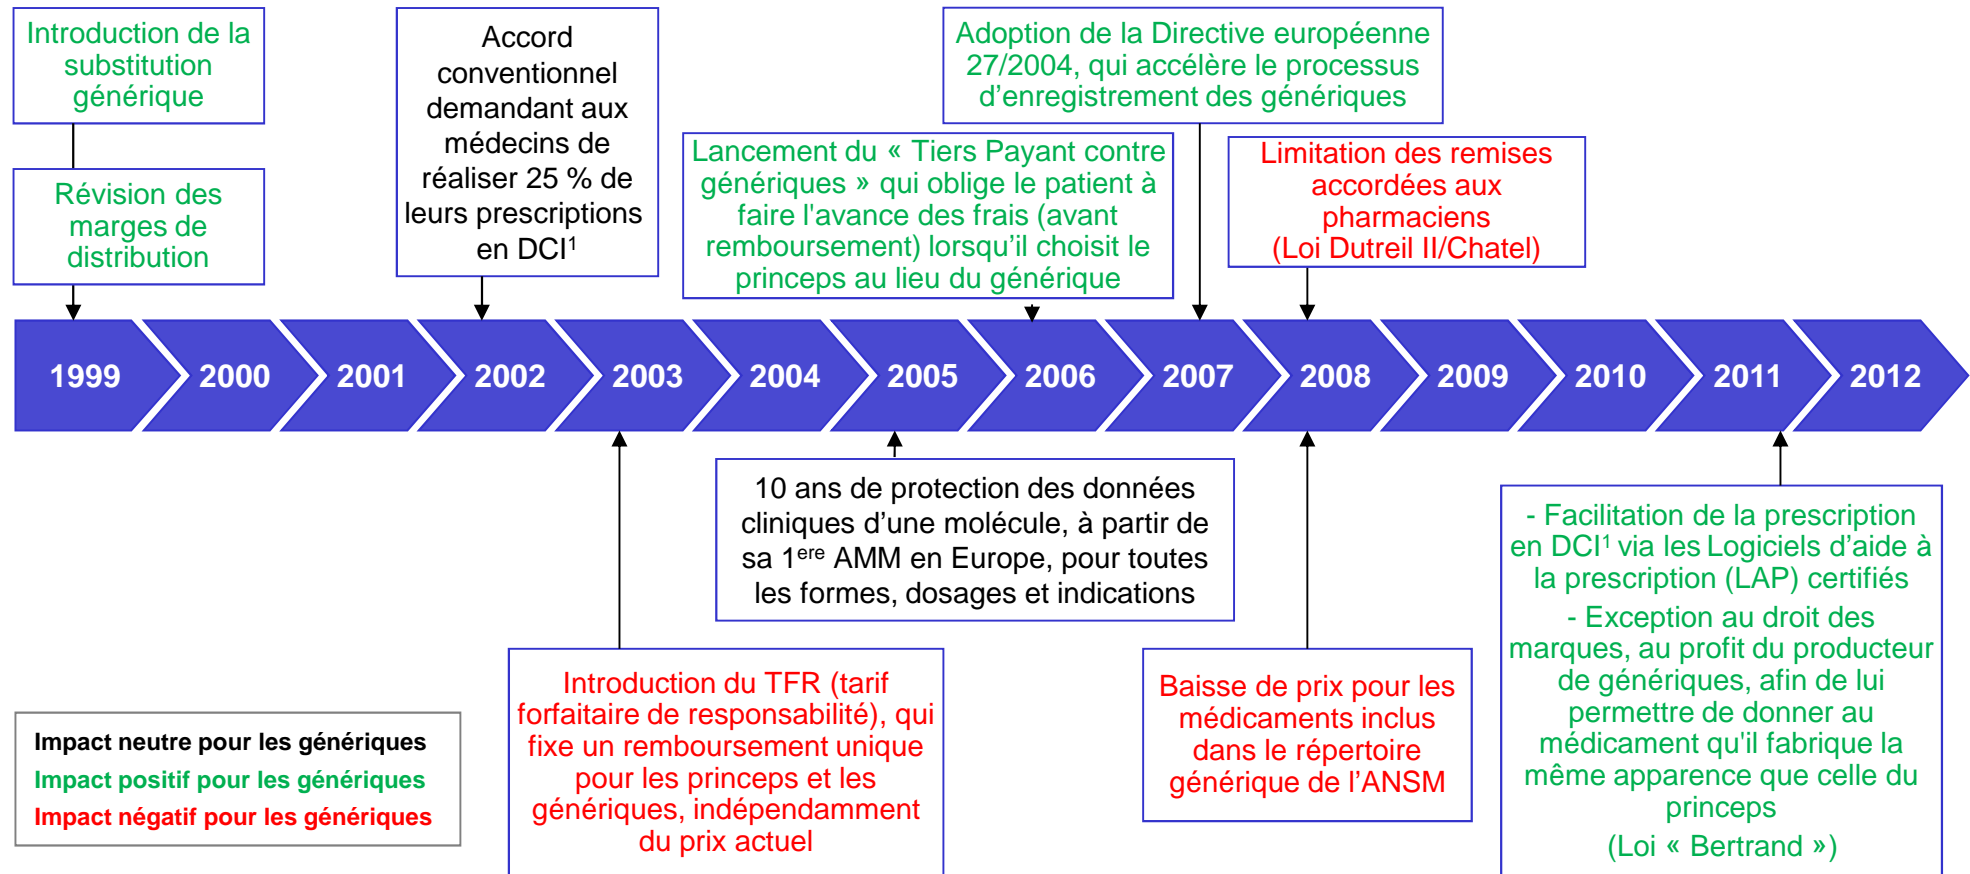 Introduction de la
substitution
générique
Révision des
marges de
distribution
Accord
conventionnel
demandant aux
médecins de
réaliser 25 % de
leurs prescriptions
en DCI¹
Adoption de la Directive européenne
27/2004, qui accélère le processus
d’enregistrement des génériques
Lancement du « Tiers Payant contre
génériques » qui oblige le patient à
faire l'avance des frais (avant
remboursement) lorsqu’il choisit le
princeps au lieu du générique
Limitation des remises
accordées aux
pharmaciens
(Loi Dutreil II/Chatel)
1999 2000 2001 2002 2003 2004 2005 2006 2007 2008 2009 2010 2011 2012
10 ans de protection des données
cliniques d’une molécule, à partir de
sa 1ere AMM en Europe, pour toutes
les formes, dosages et indications
Introduction du TFR (tarif
forfaitaire de responsabilité), qui
fixe un remboursement unique
pour les princeps et les
génériques, indépendamment
du prix actuel
Baisse de prix pour les
médicaments inclus
dans le répertoire
générique de l’ANSM
- Facilitation de la prescription
en DCI¹ via les Logiciels d’aide à
la prescription (LAP) certifiés
- Exception au droit des
marques, au profit du producteur
de génériques, afin de lui
permettre de donner au
médicament qu'il fabrique la
même apparence que celle du
princeps
(Loi « Bertrand »)
Impact neutre pour les génériques
Impact positif pour les génériques
Impact négatif pour les génériques